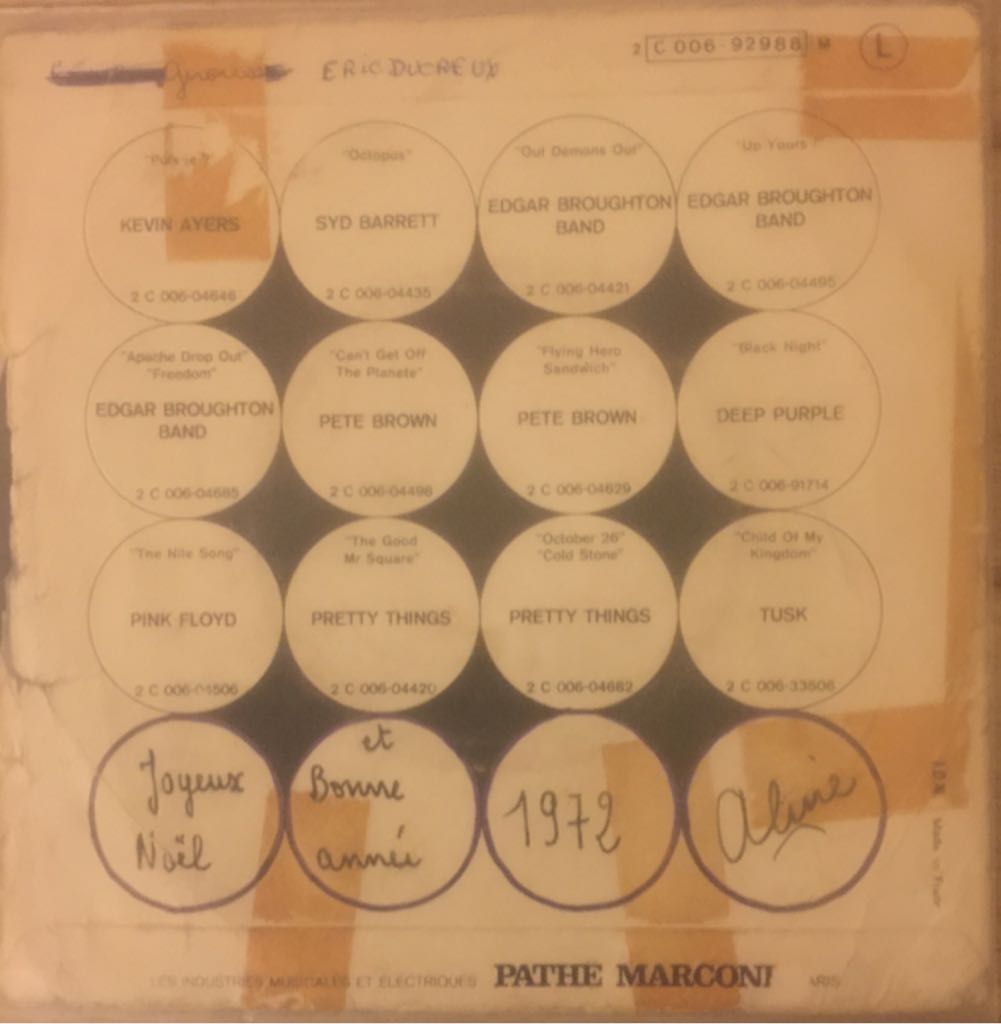 2 C 006-92988 M
L
ERIC DUCREUX
"Octopus"
"Out Demons Out"
"Up Yours !"
KEVIN AYERS
SYD BARRETT
EDGAR BROUGHTON
BAND
EDGAR BROUGHTON
BAND
2 C 006-04646
2 C 006-04435
2 C 006-04421
2 C 006-04495
"Apache Drop Out"
"Freedom"
"Can't Get Off
The Planete"
"Flying Hero
Sandwich"
"Black Night"
EDGAR BROUGHTON
BAND
PETE BROWN
PETE BROWN
DEEP PURPLE
2 C 006-04685
2 C 006-04498
2 C 006-04629
2 C 006-91714
"The Nile Song"
"The Good
Mr Square"
"October 26"
"Cold Stone"
"Child Of My
Kingdom"
PINK FLOYD
PRETTY THINGS
PRETTY THINGS
TUSK
2 C 006-04506
2 C 006-04420
2 C 006-04662
2 C 006-33506
Joyeux
Noël
et
Bonne
année
1972
Aline
LES INDUSTRIES MUSICALES ET ELECTRIQUES PATHE MARCONI